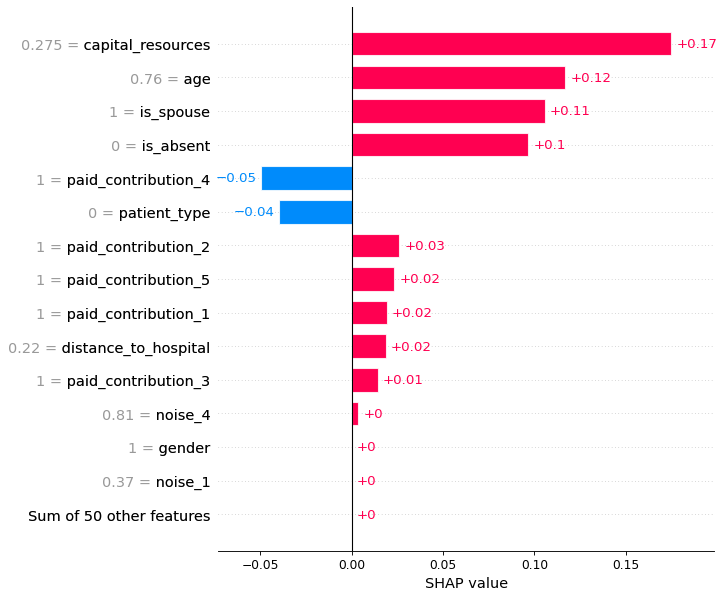 0.275 = capital_resources +0.17
0.76 = age +0.12
1 = is_spouse +0.11
0 = is_absent +0.1
1 = paid_contribution_4 −0.05
0 = patient_type −0.04
1 = paid_contribution_2 +0.03
1 = paid_contribution_5 +0.02
1 = paid_contribution_1 +0.02
0.22 = distance_to_hospital +0.02
1 = paid_contribution_3 +0.01
0.81 = noise_4 +0
1 = gender +0
0.37 = noise_1 +0
Sum of 50 other features +0
−0.05 0.00 0.05 0.10 0.15
SHAP value